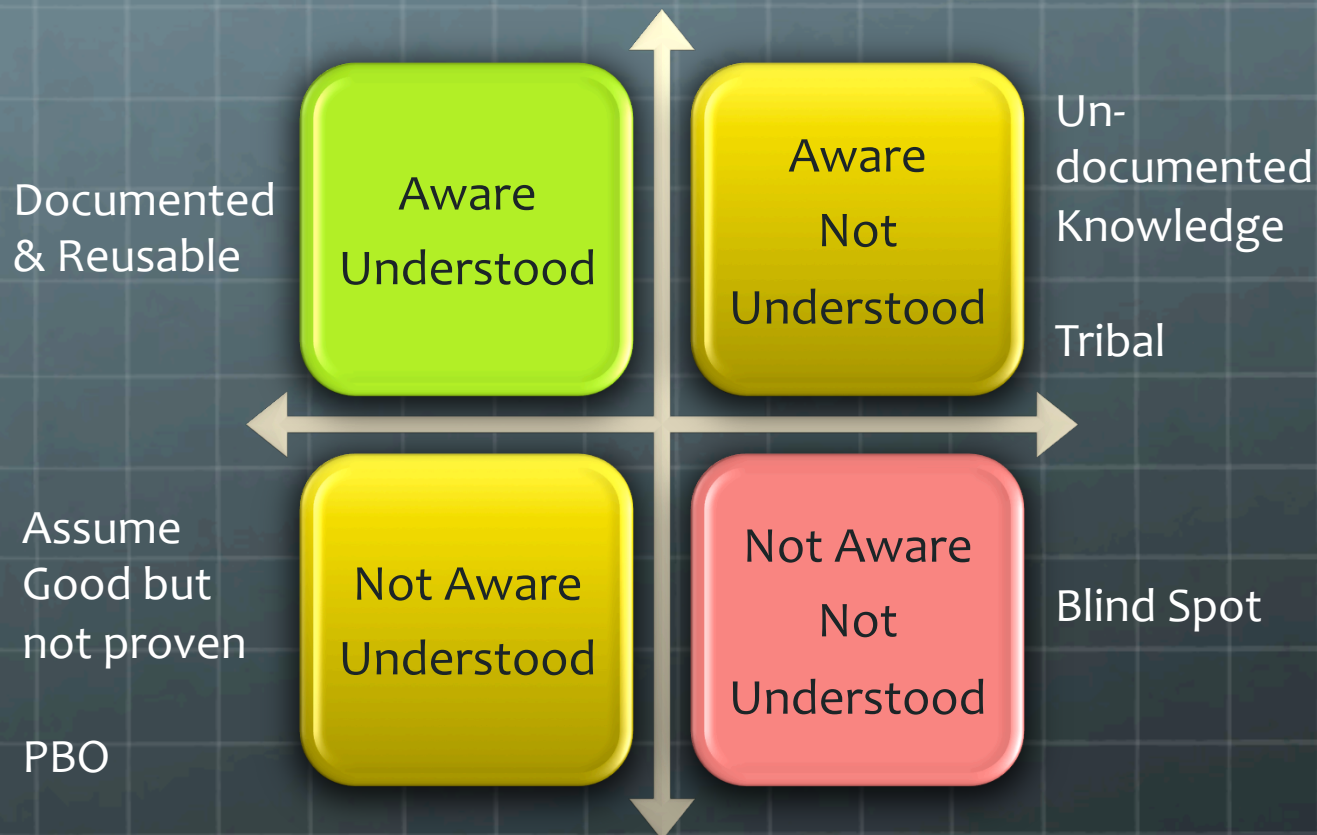 Documented
& Reusable
Aware
Understood
Aware
Not
Understood
Un-
documented
Knowledge
Tribal
Assume
Good but
not proven
PBO
Not Aware
Understood
Not Aware
Not
Understood
Blind Spot